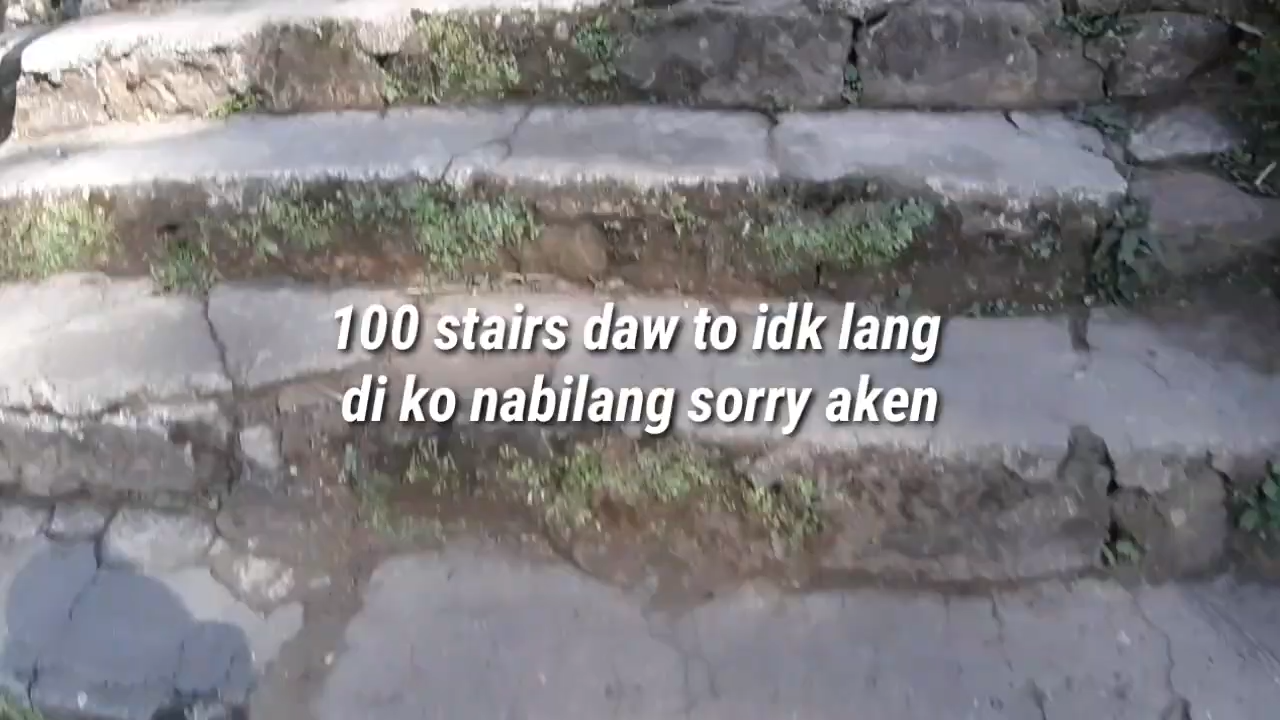 100 stairs daw to idk lang
di ko nabilang sorry aken